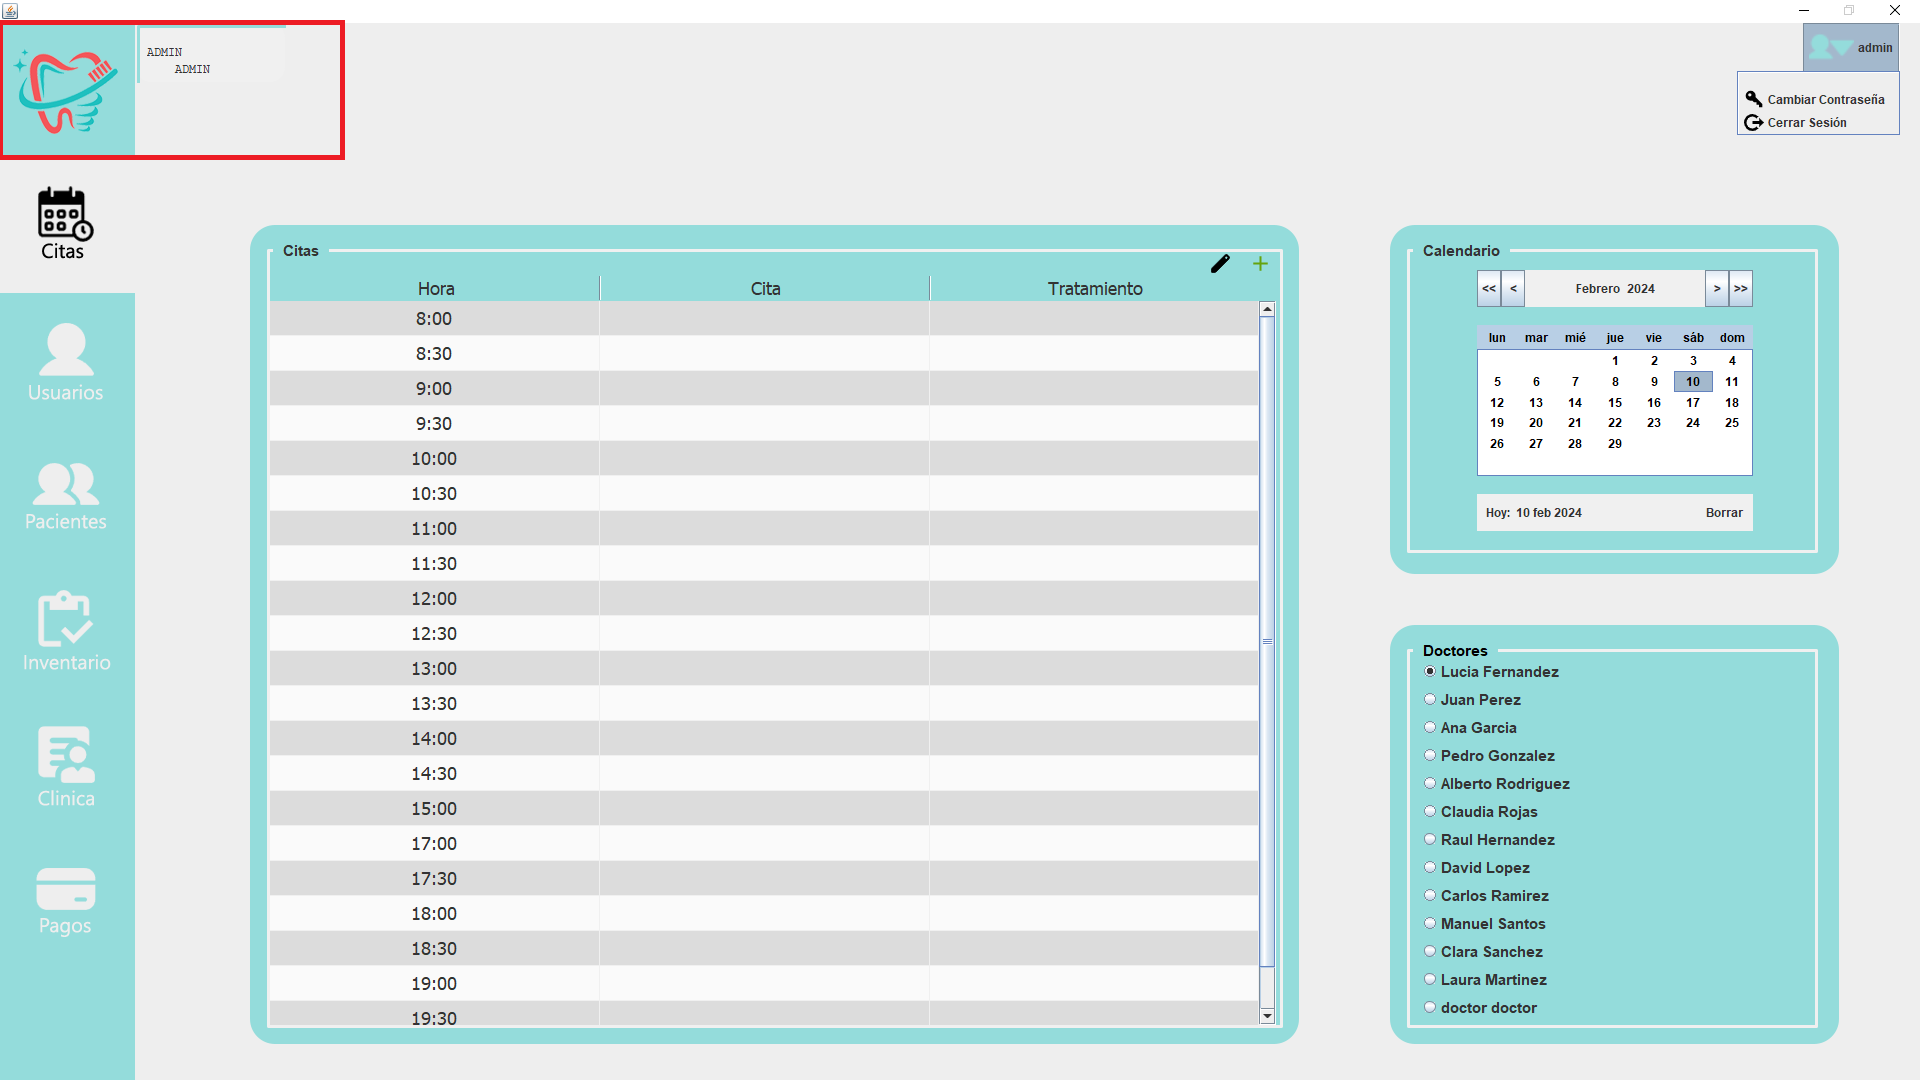 ADMIN
ADMIN
admin
Cambiar Contraseña
Cerrar Sesión
Citas
Usuarios
Pacientes
Inventario
Clinica
Pagos
Citas
Hora Cita Tratamiento
8:00
8:30
9:00
9:30
10:00
10:30
11:00
11:30
12:00
12:30
13:00
13:30
14:00
14:30
15:00
17:00
17:30
18:00
18:30
19:00
19:30
Calendario
<< < Febrero 2024 > >>
lun mar mié jue vie sáb dom
1 2 3 4
5 6 7 8 9 10 11
12 13 14 15 16 17 18
19 20 21 22 23 24 25
26 27 28 29
Hoy: 10 feb 2024 Borrar
Doctores
Lucia Fernandez
Juan Perez
Ana Garcia
Pedro Gonzalez
Alberto Rodriguez
Claudia Rojas
Raul Hernandez
David Lopez
Carlos Ramirez
Manuel Santos
Clara Sanchez
Laura Martinez
doctor doctor